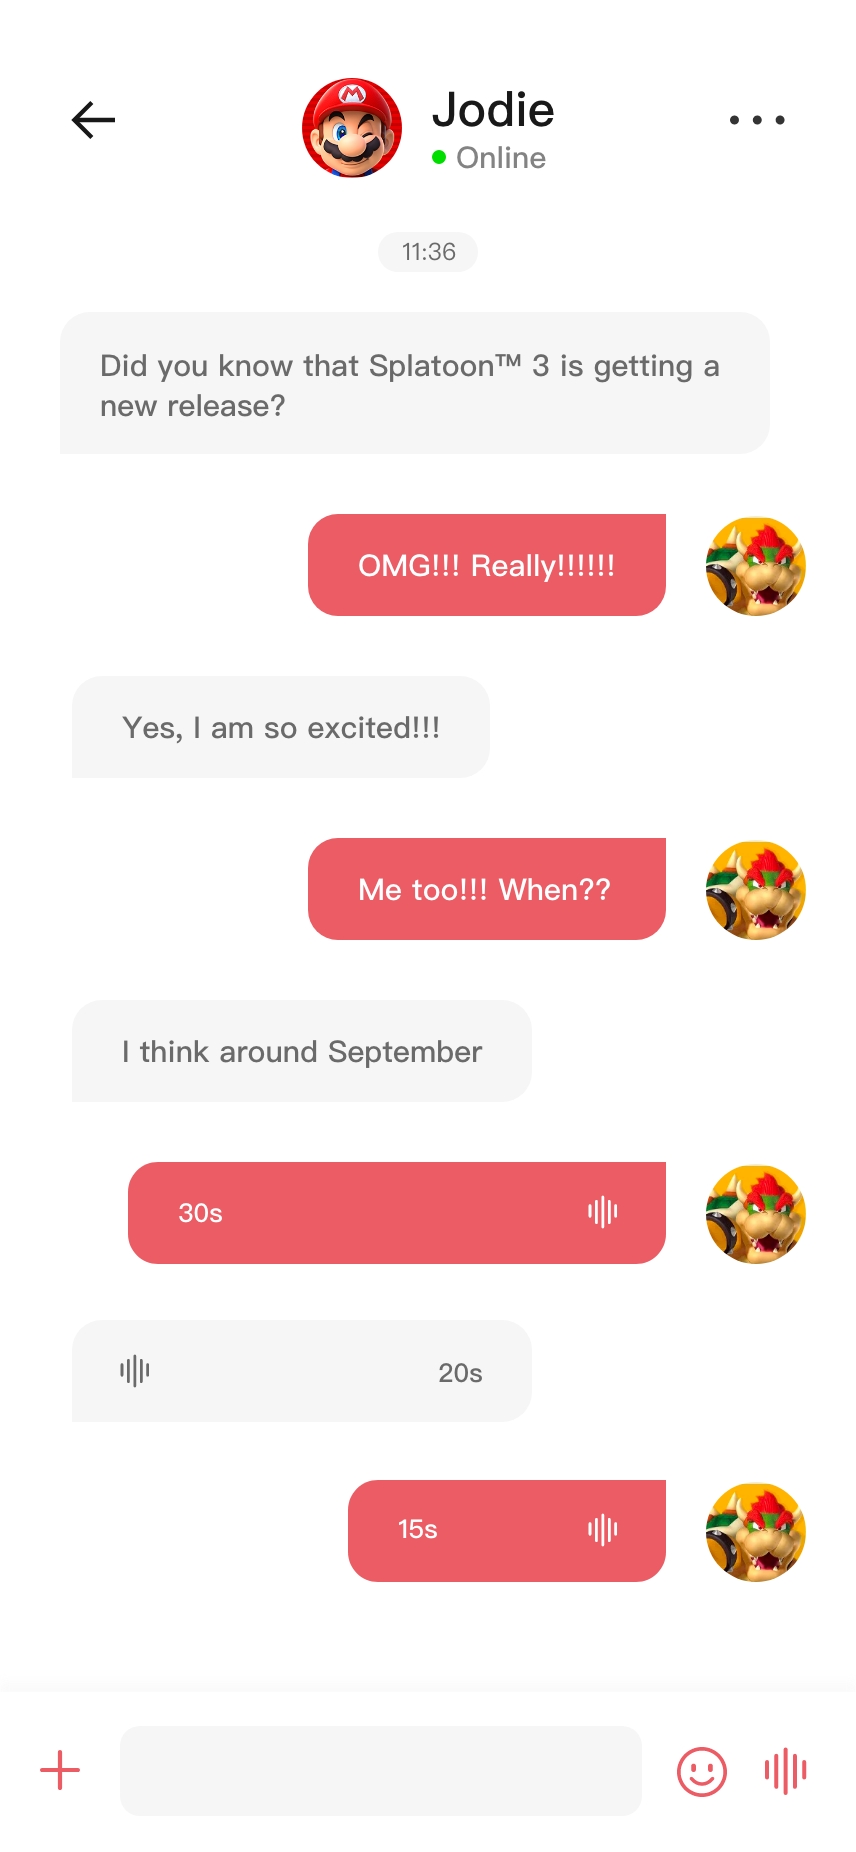 Jodie
Online
11:36
Did you know that Splatoon™ 3 is getting a
new release?
OMG!!! Really!!!!!!
Yes, I am so excited!!!
Me too!!! When??
I think around September
30s
20s
15s